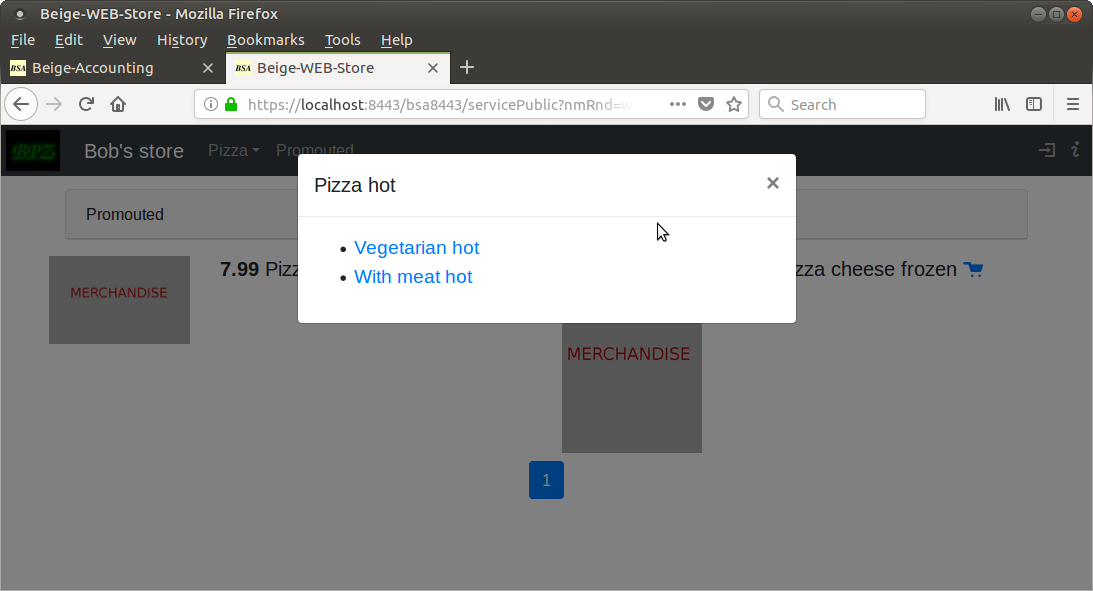 Beige-WEB-Store - Mozilla Firefox
File Edit View History Bookmarks Tools Help
BSA Beige-Accounting BSA Beige-WEB-Store
https://localhost:8443/bsa8443/servicePublic?nmRnd= Search
BPZ Bob's store Pizza Promouted
Pizza hot
Promouted
Vegetarian hot
With meat hot
7.99 Pizz
zza cheese frozen
MERCHANDISE
MERCHANDISE
1